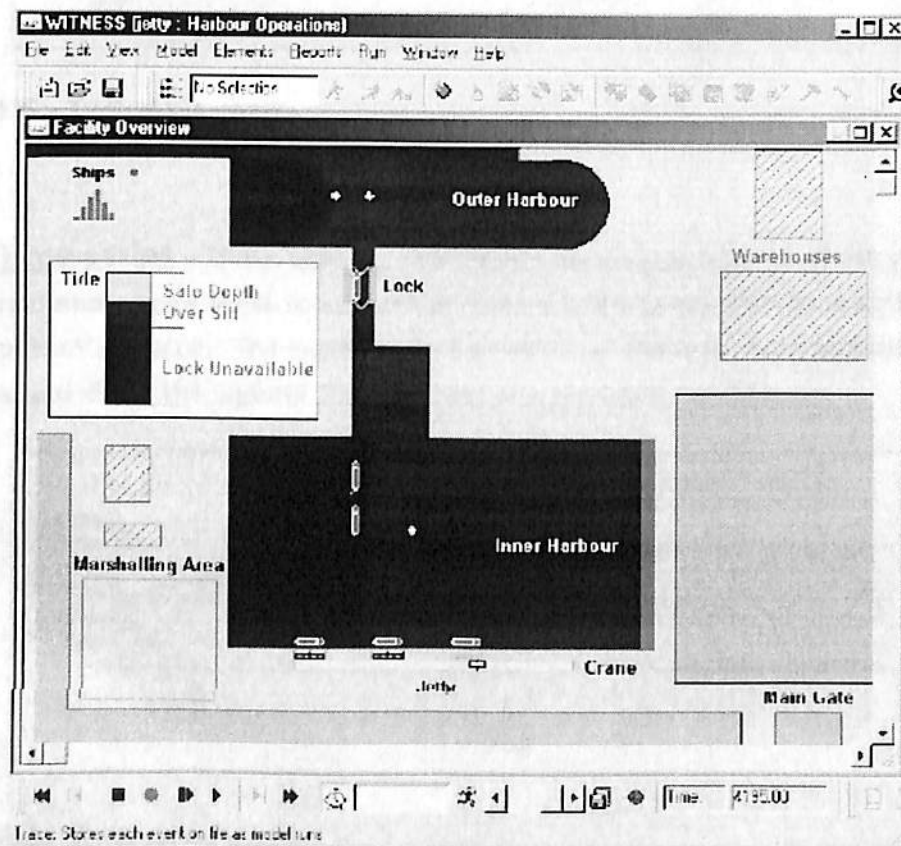 WITNESS (jetty : Harbour Operations)
File Edit View Model Elements Reports Run Window Help
No Selection
Facility Overview
Ships
Outer Harbour
Warehouses
Tide
Safe Depth
Over Sill
Lock
Lock Unavailable
Inner Harbour
Marshalling Area
Crane
Jetty
Main Gate
Time: 4195.00
Trace: Stores each event on file as model runs